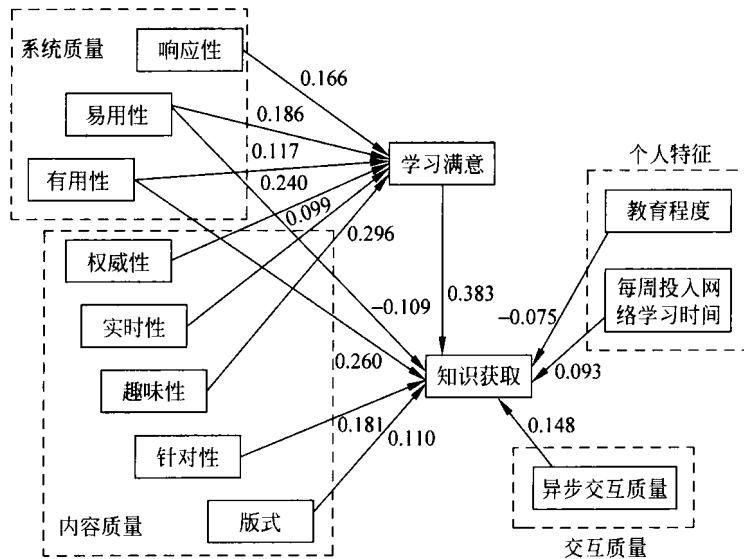 系统质量
响应性
0.166
易用性
0.186
学习满意
有用性
0.117
0.240
个人特征
教育程度
0.099
0.296
权威性
实时性
-0.109
0.383
-0.075
每周投入网
络学习时间
趣味性
0.260
知识获取
0.093
针对性
0.181
0.110
0.148
版式
内容质量
异步交互质量
交互质量